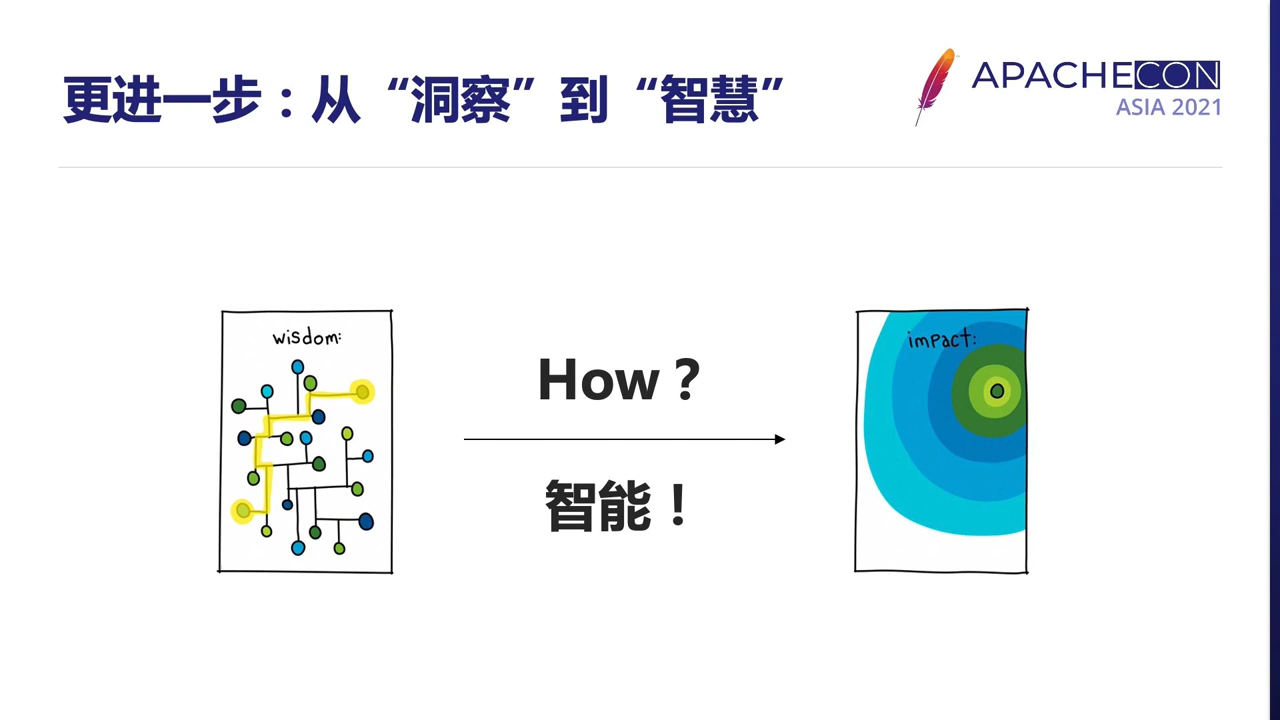 更进一步：从“洞察”到“智慧”
APACHECON
ASIA 2021
wisdom:
How？
智能！
impact: